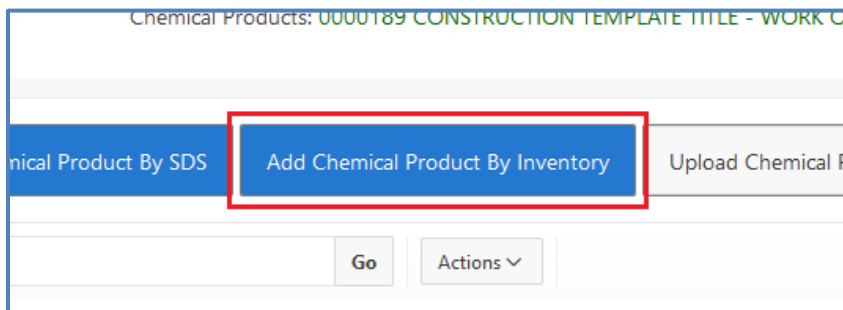 Chemical Products: 0000189 CONSTRUCTION TEMPLATE TITLE - WORK O
mical Product By SDS Add Chemical Product By Inventory Upload Chemical
Go Actions